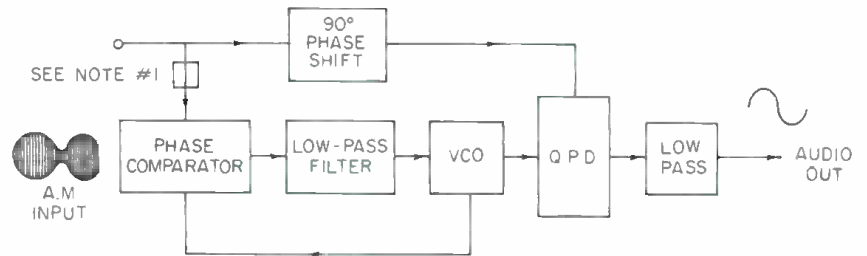 90°
PHASE
SHIFT
SEE NOTE #1
PHASE
COMPARATOR
LOW-PASS
FILTER
VCO
QPD
LOW
PASS
AUDIO
OUT
A.M
INPUT